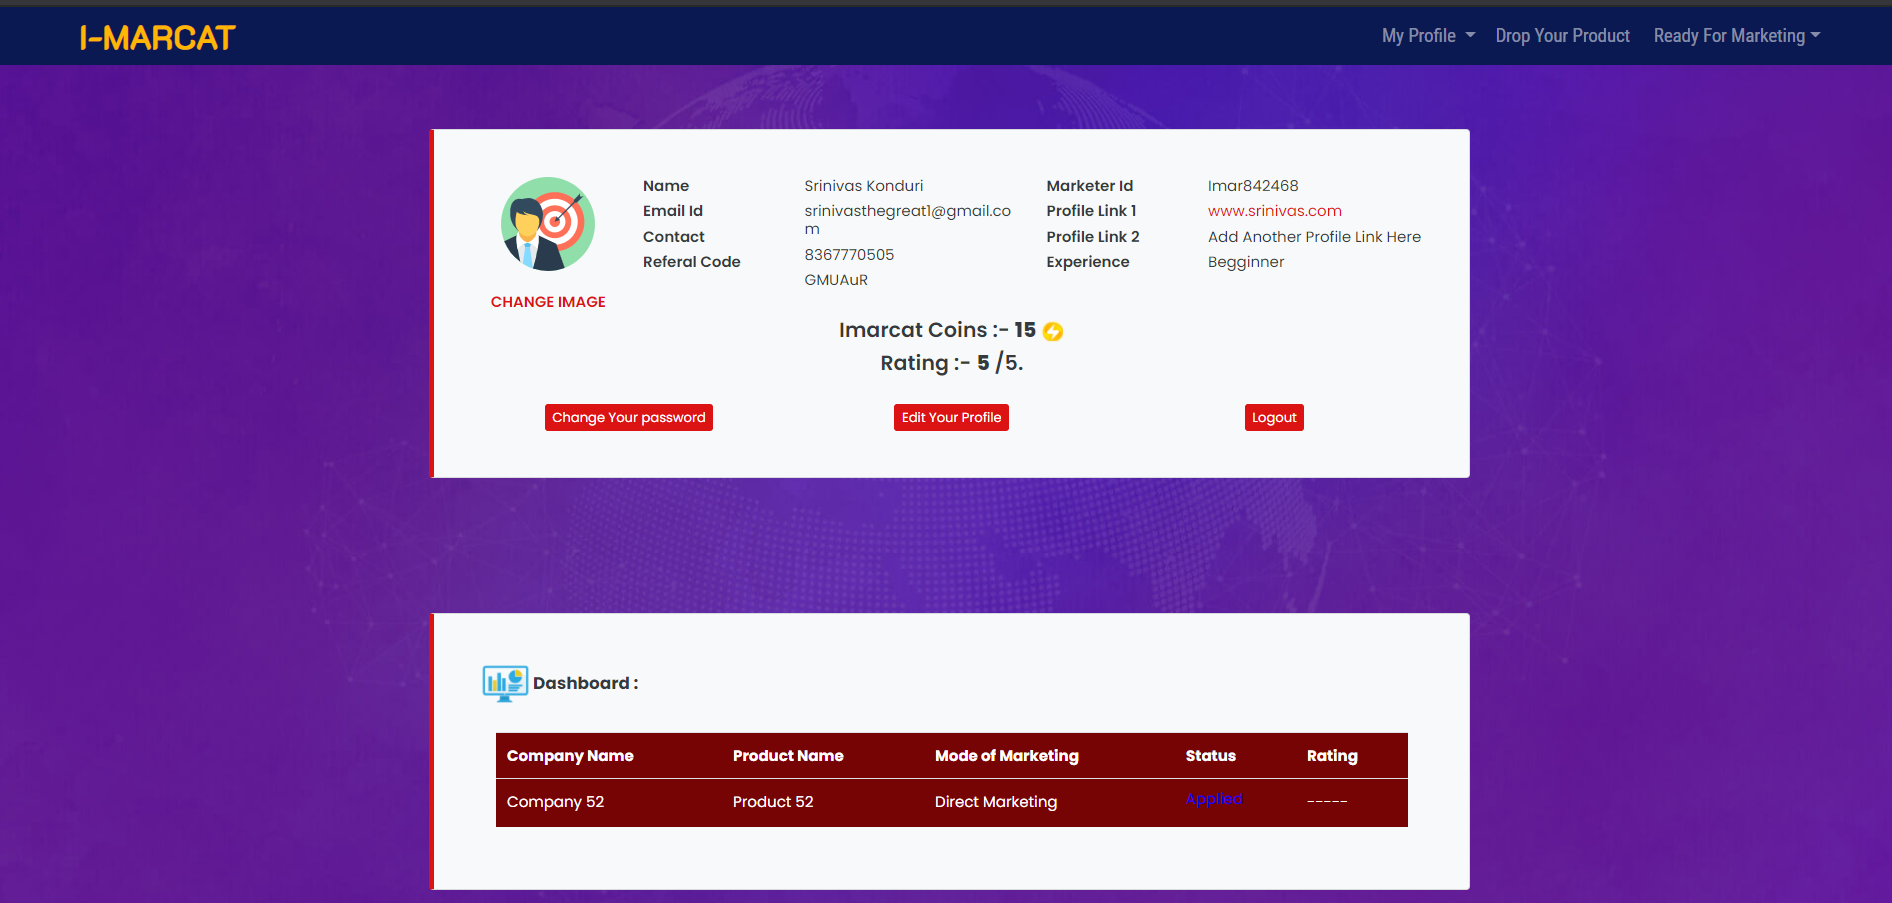 I-MARCAT
My Profile Drop Your Product Ready For Marketing
Name Srinivas Konduri
Email Id srinivasthegreat1@gmail.co
m
Contact 8367770505
Referal Code GMUAuR
Marketer Id Imar842468
Profile Link 1 www.srinivas.com
Profile Link 2 Add Another Profile Link Here
Experience Begginner
CHANGE IMAGE
Imarcat Coins :- 15
Rating :- 5 /5.
Change Your password Edit Your Profile Logout
Dashboard :
Company Name Product Name Mode of Marketing Status Rating
Company 52 Product 52 Direct Marketing Applied -----